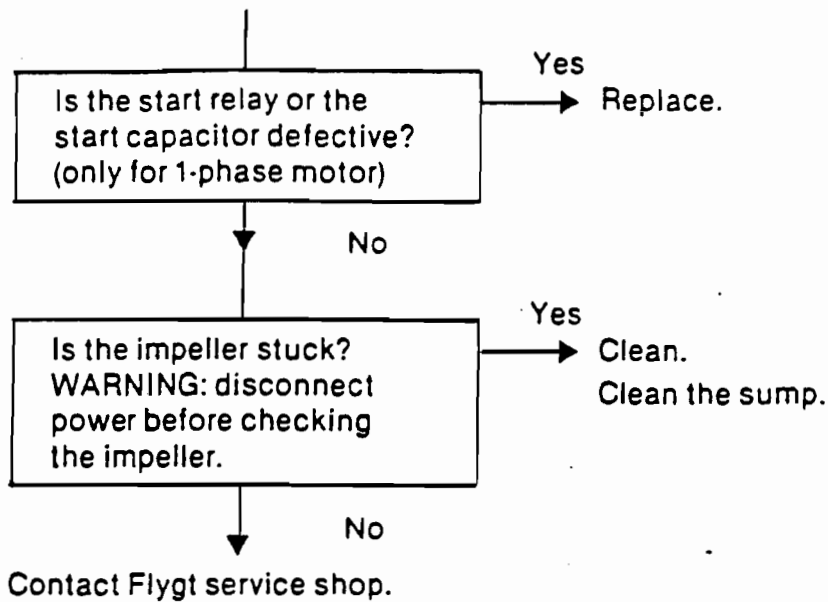 Yes
Is the start relay or the
start capacitor defective?
(only for 1-phase motor)
Replace.
No
Yes
Is the impeller stuck?
WARNING: disconnect
power before checking
the impeller.
Clean.
Clean the sump.
No
Contact Flygt service shop.